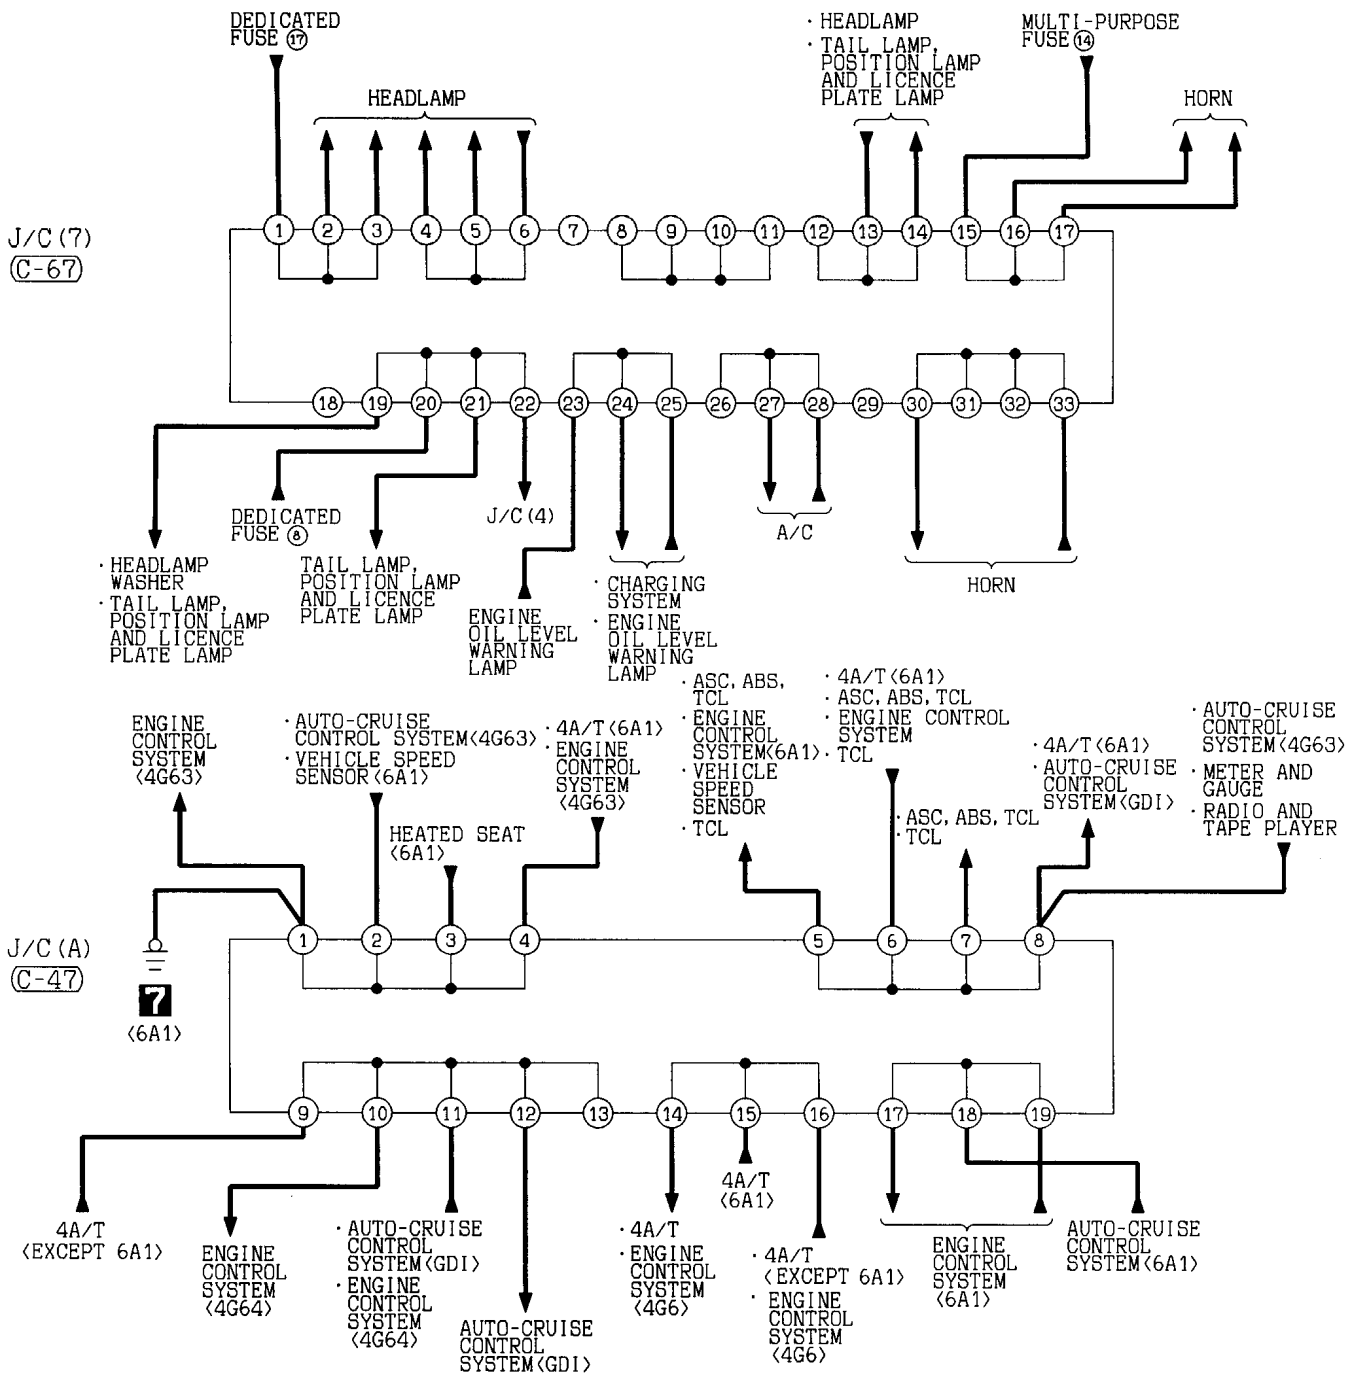 DEDICATED
FUSE ⑰
HEADLAMP
· HEADLAMP
· TAIL LAMP,
POSITION LAMP
AND LICENCE
PLATE LAMP
MULTI-PURPOSE
FUSE ⑭
HORN
J/C (7)
C-67
1 2 3 4 5 6 7 8 9 10 11 12 13 14 15 16 17
18 19 20 21 22 23 24 25 26 27 28 29 30 31 32 33
· HEADLAMP
WASHER
· TAIL LAMP,
POSITION LAMP
AND LICENCE
PLATE LAMP
DEDICATED
FUSE ⑧
TAIL LAMP,
POSITION LAMP
AND LICENCE
PLATE LAMP
J/C (4)
ENGINE
OIL LEVEL
WARNING
LAMP
· CHARGING
SYSTEM
· ENGINE
OIL LEVEL
WARNING
LAMP
A/C
HORN
ENGINE
CONTROL
SYSTEM
<4G63>
· AUTO-CRUISE
CONTROL SYSTEM<4G63>
· VEHICLE SPEED
SENSOR<6A1>
HEATED SEAT
<6A1>
· 4A/T<6A1>
· ENGINE
CONTROL
SYSTEM
<4G63>
· ASC, ABS,
TCL
· ENGINE
CONTROL
SYSTEM<6A1>
· VEHICLE
SPEED
SENSOR
· TCL
· 4A/T<6A1>
· ASC, ABS, TCL
· ENGINE CONTROL
SYSTEM
· TCL
· ASC, ABS, TCL
· TCL
· 4A/T<6A1>
· AUTO-CRUISE
CONTROL
SYSTEM<GDI>
· AUTO-CRUISE
CONTROL
SYSTEM<4G63>
· METER AND
GAUGE
· RADIO AND
TAPE PLAYER
J/C (A)
C-47
7
<6A1>
1 2 3 4 5 6 7 8
9 10 11 12 13 14 15 16 17 18 19
4A/T
<EXCEPT 6A1>
ENGINE
CONTROL
SYSTEM
<4G64>
· AUTO-CRUISE
CONTROL
SYSTEM<GDI>
· ENGINE
CONTROL
SYSTEM
<4G64>
AUTO-CRUISE
CONTROL
SYSTEM<GDI>
· 4A/T
· ENGINE
CONTROL
SYSTEM
<4G6>
4A/T
<6A1>
· 4A/T
<EXCEPT 6A1>
· ENGINE
CONTROL
SYSTEM
<4G6>
ENGINE
CONTROL
SYSTEM
<6A1>
AUTO-CRUISE
CONTROL
SYSTEM<6A1>